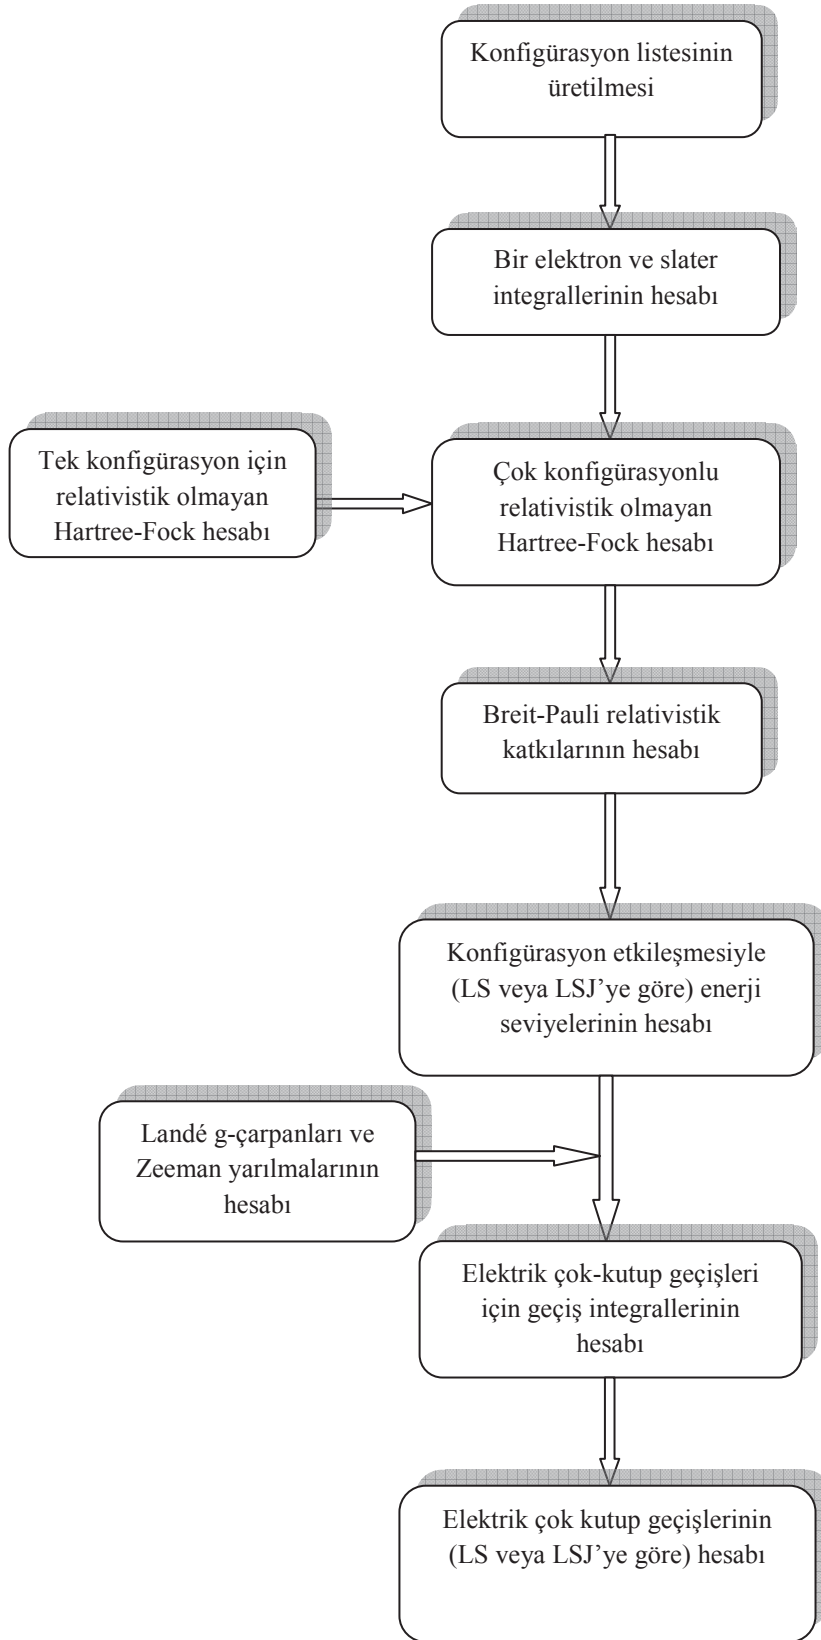 Konfigürasyon listesinin
üretilmesi
Bir elektron ve slater
integrallerinin hesabı
Tek konfigürasyon için
relativistik olmayan
Hartree-Fock hesabı
Çok konfigürasyonlu
relativistik olmayan
Hartree-Fock hesabı
Breit-Pauli relativistik
katkılarının hesabı
Konfigürasyon etkileşmesiyle
(LS veya LSJ’ye göre) enerji
seviyelerinin hesabı
Landé g-çarpanları ve
Zeeman yarılmalarının
hesabı
Elektrik çok-kutup geçişleri
için geçiş integrallerinin
hesabı
Elektrik çok kutup geçişlerinin
(LS veya LSJ’ye göre) hesabı